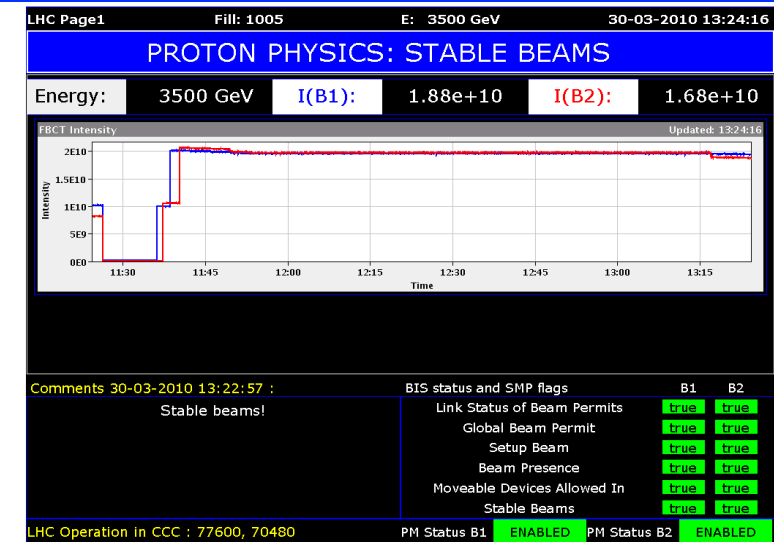 LHC Page1 Fill: 1005 E: 3500 GeV 30-03-2010 13:24:16
PROTON PHYSICS: STABLE BEAMS
Energy: 3500 GeV I(B1): 1.88e+10 I(B2): 1.68e+10
FBCT Intensity Updated: 13:24:16
Intensity
2E10
1.5E10
1E10
5E9
0E0
11:30 11:45 12:00 12:15 12:30 12:45 13:00 13:15
Time
Comments 30-03-2010 13:22:57 :
Stable beams!
BIS status and SMP flags B1 B2
Link Status of Beam Permits true true
Global Beam Permit true true
Setup Beam true true
Beam Presence true true
Moveable Devices Allowed In true true
Stable Beams true true
LHC Operation in CCC : 77600, 70480 PM Status B1 ENABLED PM Status B2 ENABLED